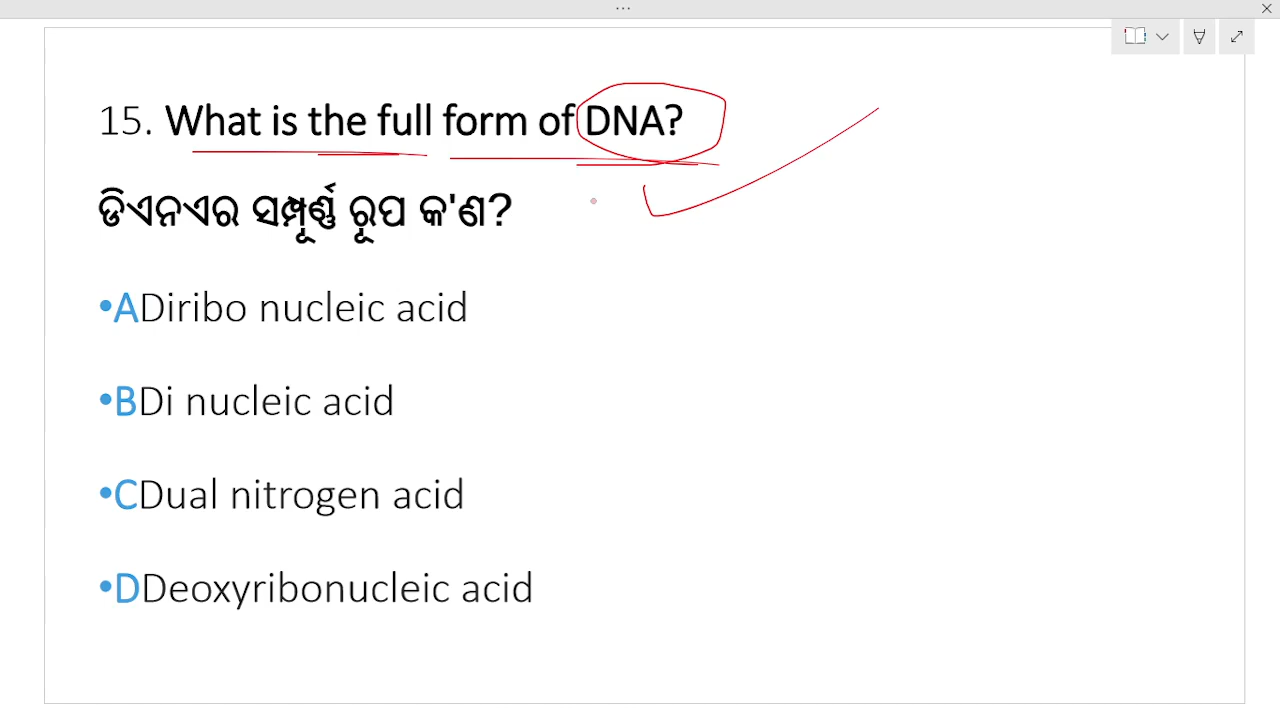 15. What is the full form of DNA?
ଡିଏନଏର ସମ୍ପୂର୍ଣ୍ଣ ରୂପ କ'ଣ?
•ADiribo nucleic acid
•BDi nucleic acid
•CDual nitrogen acid
•DDeoxyribonucleic acid